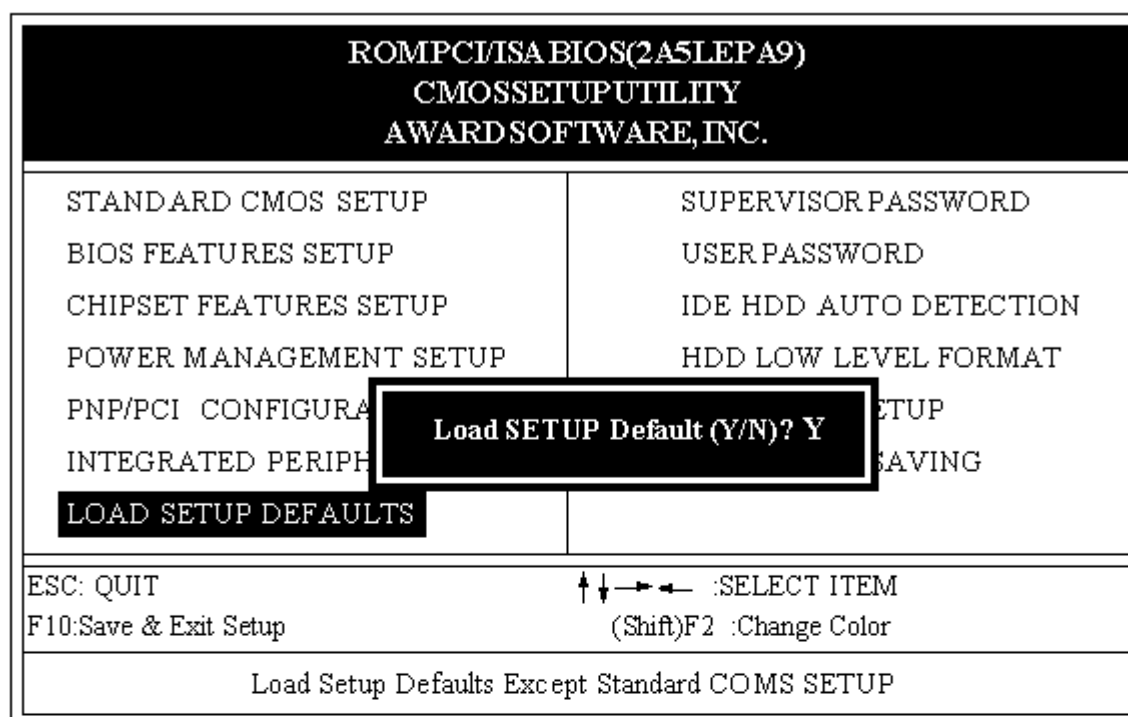 ROMPCI/ISA BIOS(2A5LEPA9)
CMOSSETUPUTILITY
AWARD SOFTWARE, INC.
STANDARD CMOS SETUP
BIOS FEATURES SETUP
CHIPSET FEATURES SETUP
POWER MANAGEMENT SETUP
PNP/PCI CONFIGURA
INTEGRATED PERIPH
LOAD SETUP DEFAULTS
SUPERVISOR PASSWORD
USER PASSWORD
IDE HDD AUTO DETECTION
HDD LOW LEVEL FORMAT
ETUP
SAVING
Load SETUP Default (Y/N)? Y
ESC: QUIT
:SELECT ITEM
F10:Save & Exit Setup
(Shift)F2 :Change Color
Load Setup Defaults Except Standard COMS SETUP